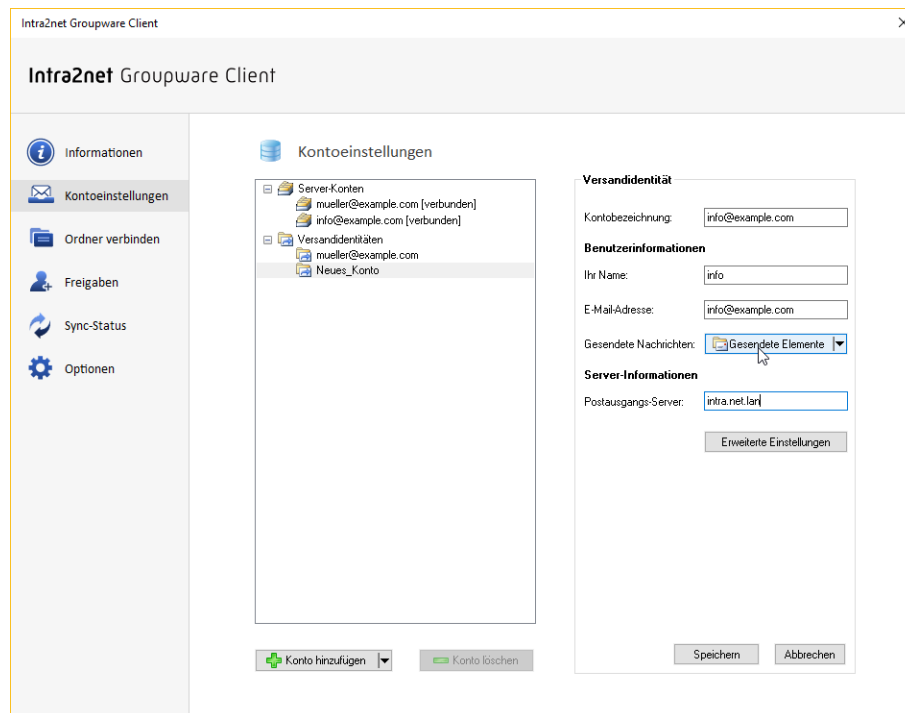 Intra2net Groupware Client
Intra2net Groupware Client
Informationen
Kontoeinstellungen
Ordner verbinden
Freigaben
Sync-Status
Optionen
Kontoeinstellungen
Server-Konten
mueller@example.com [verbunden]
info@example.com [verbunden]
Versandidentitäten
mueller@example.com
Neues_Konto
Konto hinzufügen
Konto löschen
Versandidentität
Kontobezeichnung: info@example.com
Benutzerinformationen
Ihr Name: info
E-Mail-Adresse: info@example.com
Gesendete Nachrichten: Gesendete Elemente
Server-Informationen
Postausgangs-Server: intra.net.lan
Erweiterte Einstellungen
Speichern Abbrechen